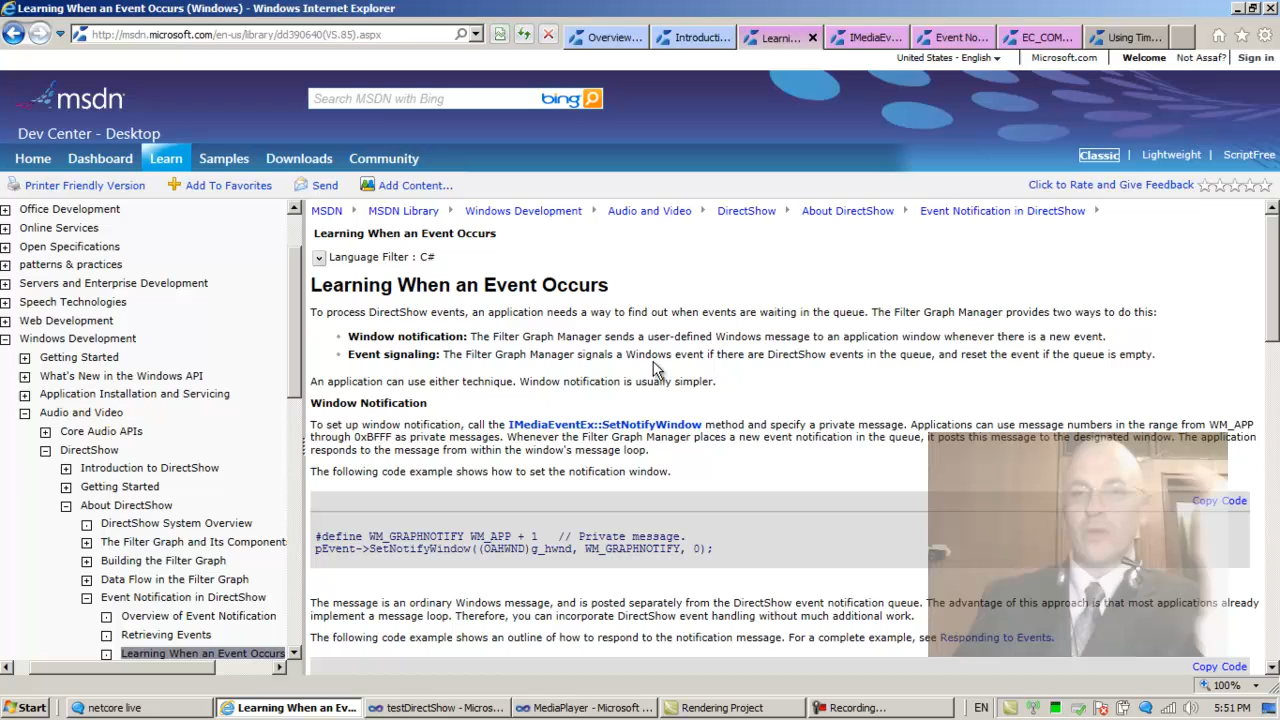 Learning When an Event Occurs (Windows) - Windows Internet Explorer
http://msdn.microsoft.com/en-us/library/dd390640(VS.85).aspx
Overview... Introducti... Learni... IMediaEv... Event No... EC_COM... Using Tim...
United States - English Microsoft.com Welcome Not Assaf? Sign in
msdn
Search MSDN with Bing bing
Dev Center - Desktop
Home Dashboard Learn Samples Downloads Community
Classic | Lightweight | ScriptFree
Printer Friendly Version Add To Favorites Send Add Content...
Click to Rate and Give Feedback
Office Development
Online Services
Open Specifications
patterns & practices
Servers and Enterprise Development
Speech Technologies
Web Development
Windows Development
Getting Started
What's New in the Windows API
Application Installation and Servicing
Audio and Video
Core Audio APIs
DirectShow
Introduction to DirectShow
Getting Started
About DirectShow
DirectShow System Overview
The Filter Graph and Its Component
Building the Filter Graph
Data Flow in the Filter Graph
Event Notification in DirectShow
Overview of Event Notification
Retrieving Events
Learning When an Event Occurs
MSDN MSDN Library Windows Development Audio and Video DirectShow About DirectShow Event Notification in DirectShow
Learning When an Event Occurs
Language Filter : C#
Learning When an Event Occurs
To process DirectShow events, an application needs a way to find out when events are waiting in the queue. The Filter Graph Manager provides two ways to do this:
Window notification: The Filter Graph Manager sends a user-defined Windows message to an application window whenever there is a new event.
Event signaling: The Filter Graph Manager signals a Windows event if there are DirectShow events in the queue, and reset the event if the queue is empty.
An application can use either technique. Window notification is usually simpler.
Window Notification
To set up window notification, call the IMediaEventEx::SetNotifyWindow method and specify a private message. Applications can use message numbers in the range from WM_APP
through 0xBFFF as private messages. Whenever the Filter Graph Manager places a new event notification in the queue, it posts this message to the designated window. The application
responds to the message from within the window's message loop.
The following code example shows how to set the notification window.
Copy Code
#define WM_GRAPHNOTIFY WM_APP + 1 // Private message.
pEvent->SetNotifyWindow((OAHWND)g_hwnd, WM_GRAPHNOTIFY, 0);
The message is an ordinary Windows message, and is posted separately from the DirectShow event notification queue. The advantage of this approach is that most applications already
implement a message loop. Therefore, you can incorporate DirectShow event handling without much additional work.
The following code example shows an outline of how to respond to the notification message. For a complete example, see Responding to Events.
Copy Code
100%
Start netcore live Learning When an Ev... testDirectShow - Micros... MediaPlayer - Microsoft ... Rendering Project Recording... EN 5:51 PM